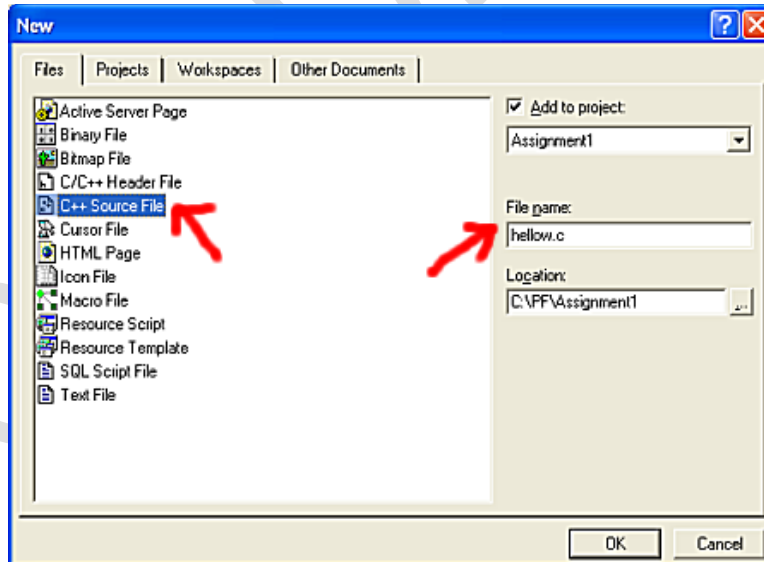 New
Files Projects Workspaces Other Documents
Active Server Page
Binary File
Bitmap File
C/C++ Header File
C++ Source File
Cursor File
HTML Page
Icon File
Macro File
Resource Script
Resource Template
SQL Script File
Text File
Add to project:
Assignment1
File name:
hellow.c
Location:
C:\PF\Assignment1
...
OK Cancel